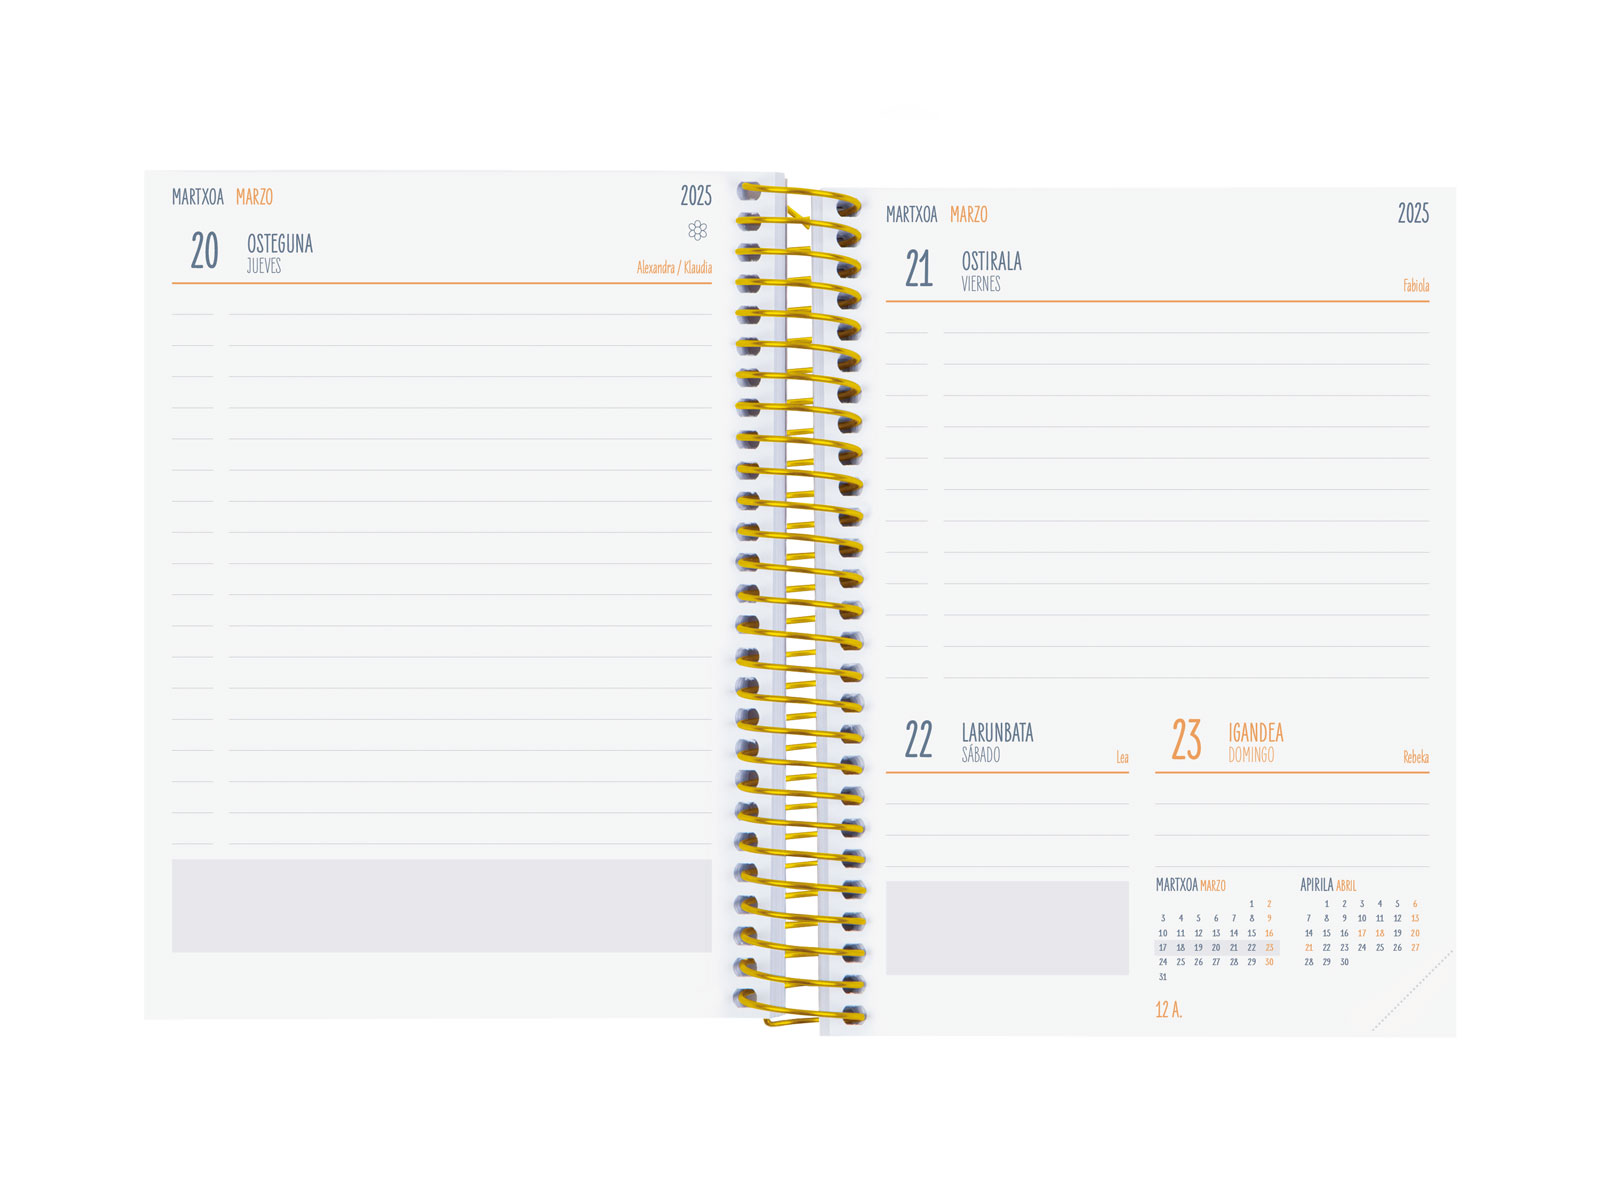 MARTXOA MARZO 2025
20 OSTEGUNA
JUEVES
Alexandra / Klaudia
MARTXOA MARZO 2025
21 OSTIRALA
VIERNES
Fabiola
22 LARUNBATA
SÁBADO
Lea
23 IGANDEA
DOMINGO
Rebeka
MARTXOA MARZO
1 2
3 4 5 6 7 8 9
10 11 12 13 14 15 16
17 18 19 20 21 22 23
24 25 26 27 28 29 30
31
APIRILA ABRIL
1 2 3 4 5 6
7 8 9 10 11 12 13
14 15 16 17 18 19 20
21 22 23 24 25 26 27
28 29 30
12 A.